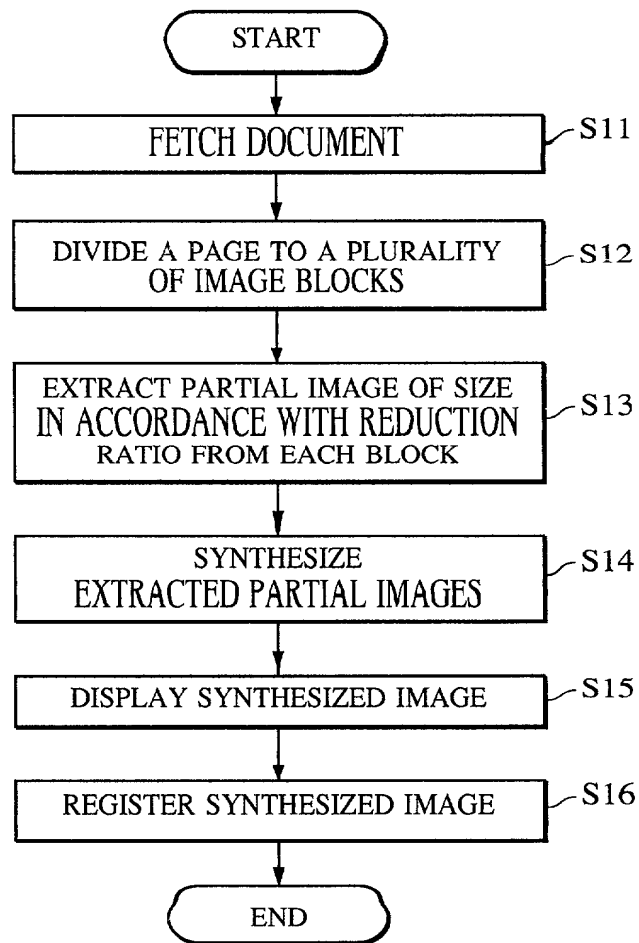 START
FETCH DOCUMENT
S11
DIVIDE A PAGE TO A PLURALITY
OF IMAGE BLOCKS
S12
EXTRACT PARTIAL IMAGE OF SIZE
IN ACCORDANCE WITH REDUCTION
RATIO FROM EACH BLOCK
S13
SYNTHESIZE
EXTRACTED PARTIAL IMAGES
S14
DISPLAY SYNTHESIZED IMAGE
S15
REGISTER SYNTHESIZED IMAGE
S16
END